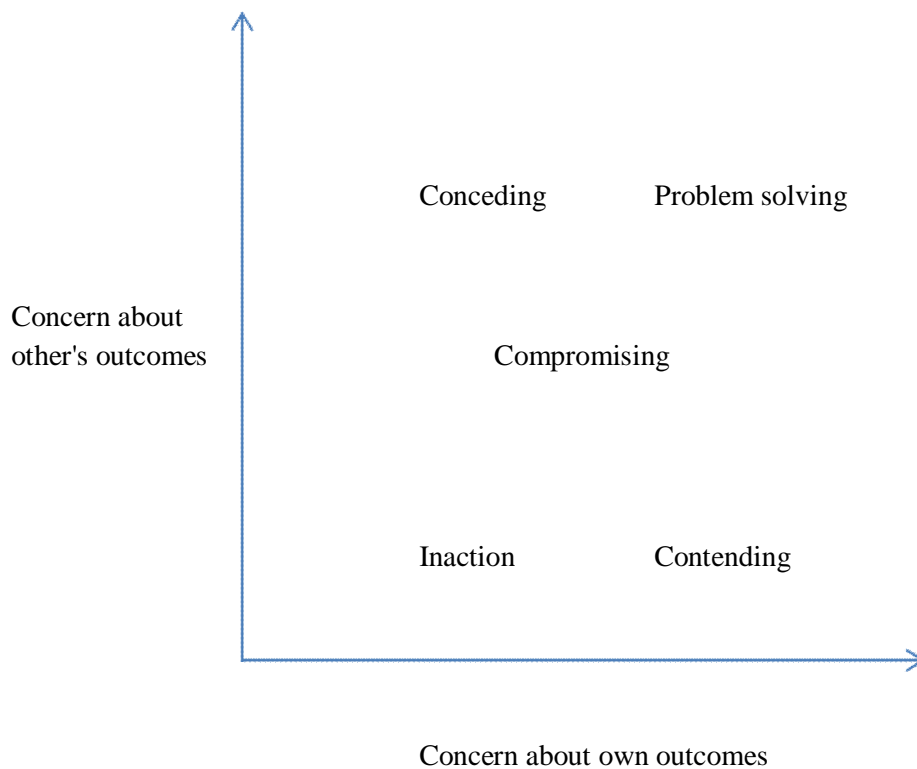 Conceding Problem solving
Concern about
other's outcomes
Compromising
Inaction Contending
Concern about own outcomes